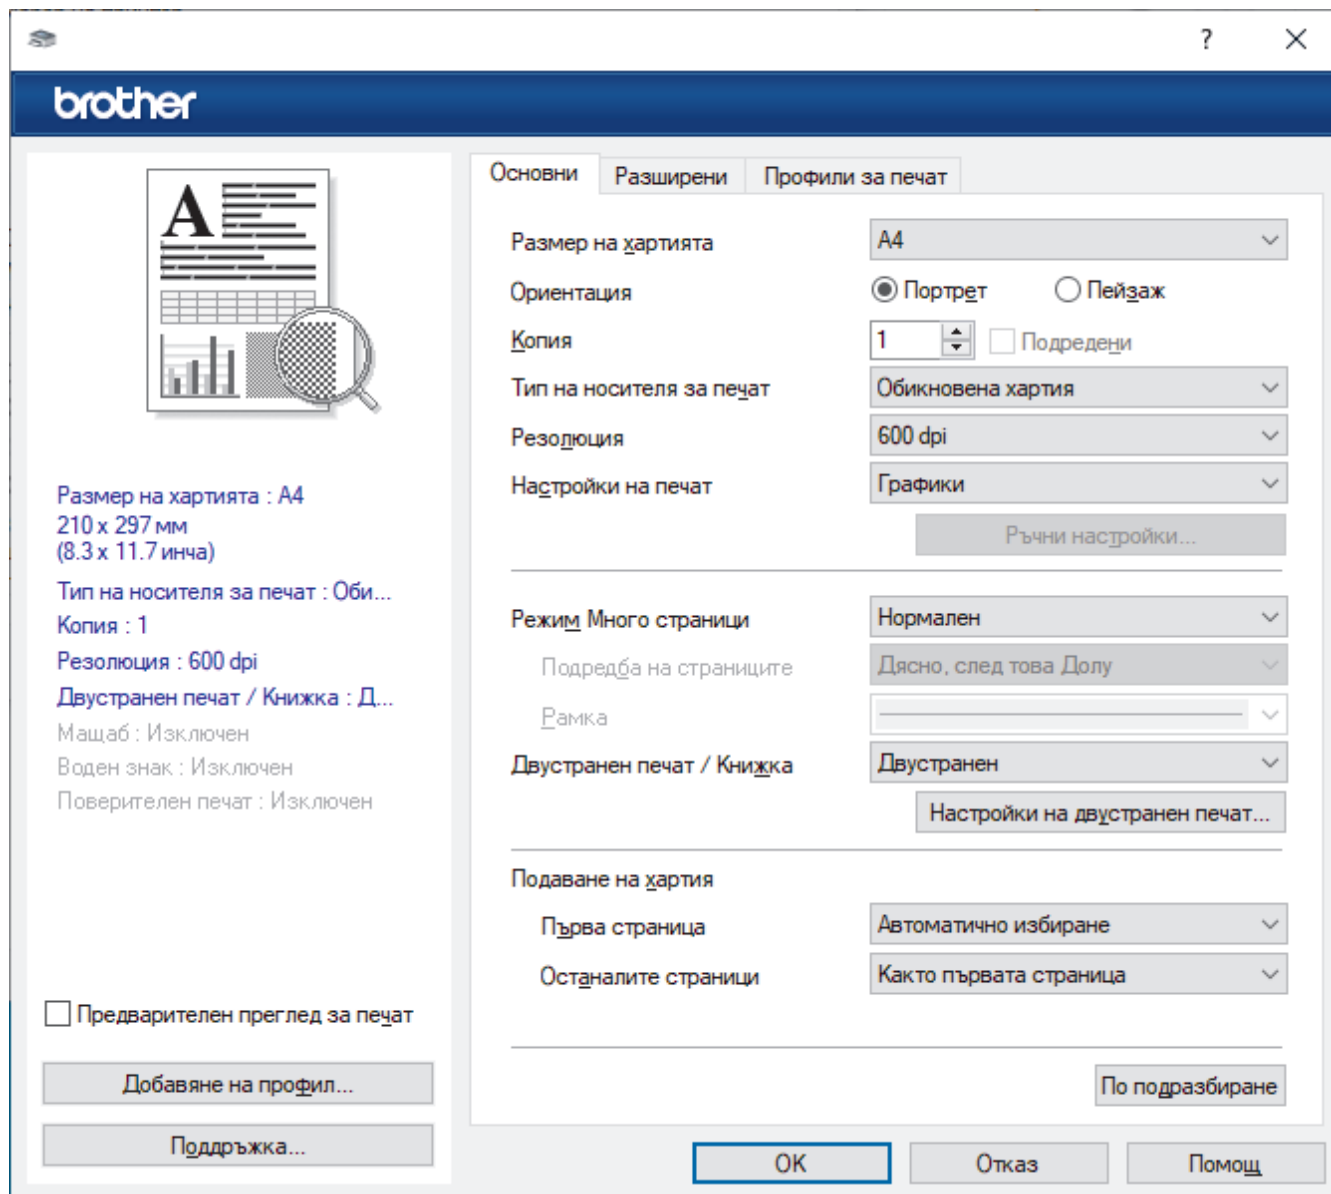 ?
brother
A
Размер на хартията : A4
210 x 297 мм
(8.3 x 11.7 инча)
Тип на носителя за печат : Оби...
Копия : 1
Резолюция : 600 dpi
Двустранен печат / Книжка : Д...
Мащаб : Изключен
Воден знак : Изключен
Поверителен печат : Изключен
Предварителен преглед за печат
Добавяне на профил...
Поддръжка...
Основни Разширени Профили за печат
Размер на хартията A4
Ориентация Портрет Пейзаж
Копия 1 Подредени
Тип на носителя за печат Обикновена хартия
Резолюция 600 dpi
Настройки на печат Графики
Ръчни настройки...
Режим Много страници Нормален
Подредба на страниците Дясно, след това Долу
Рамка
Двустранен печат / Книжка Двустранен
Настройки на двустранен печат...
Подаване на хартия
Първа страница Автоматично избиране
Останалите страници Както първата страница
По подразбиране
OK Отказ Помощ